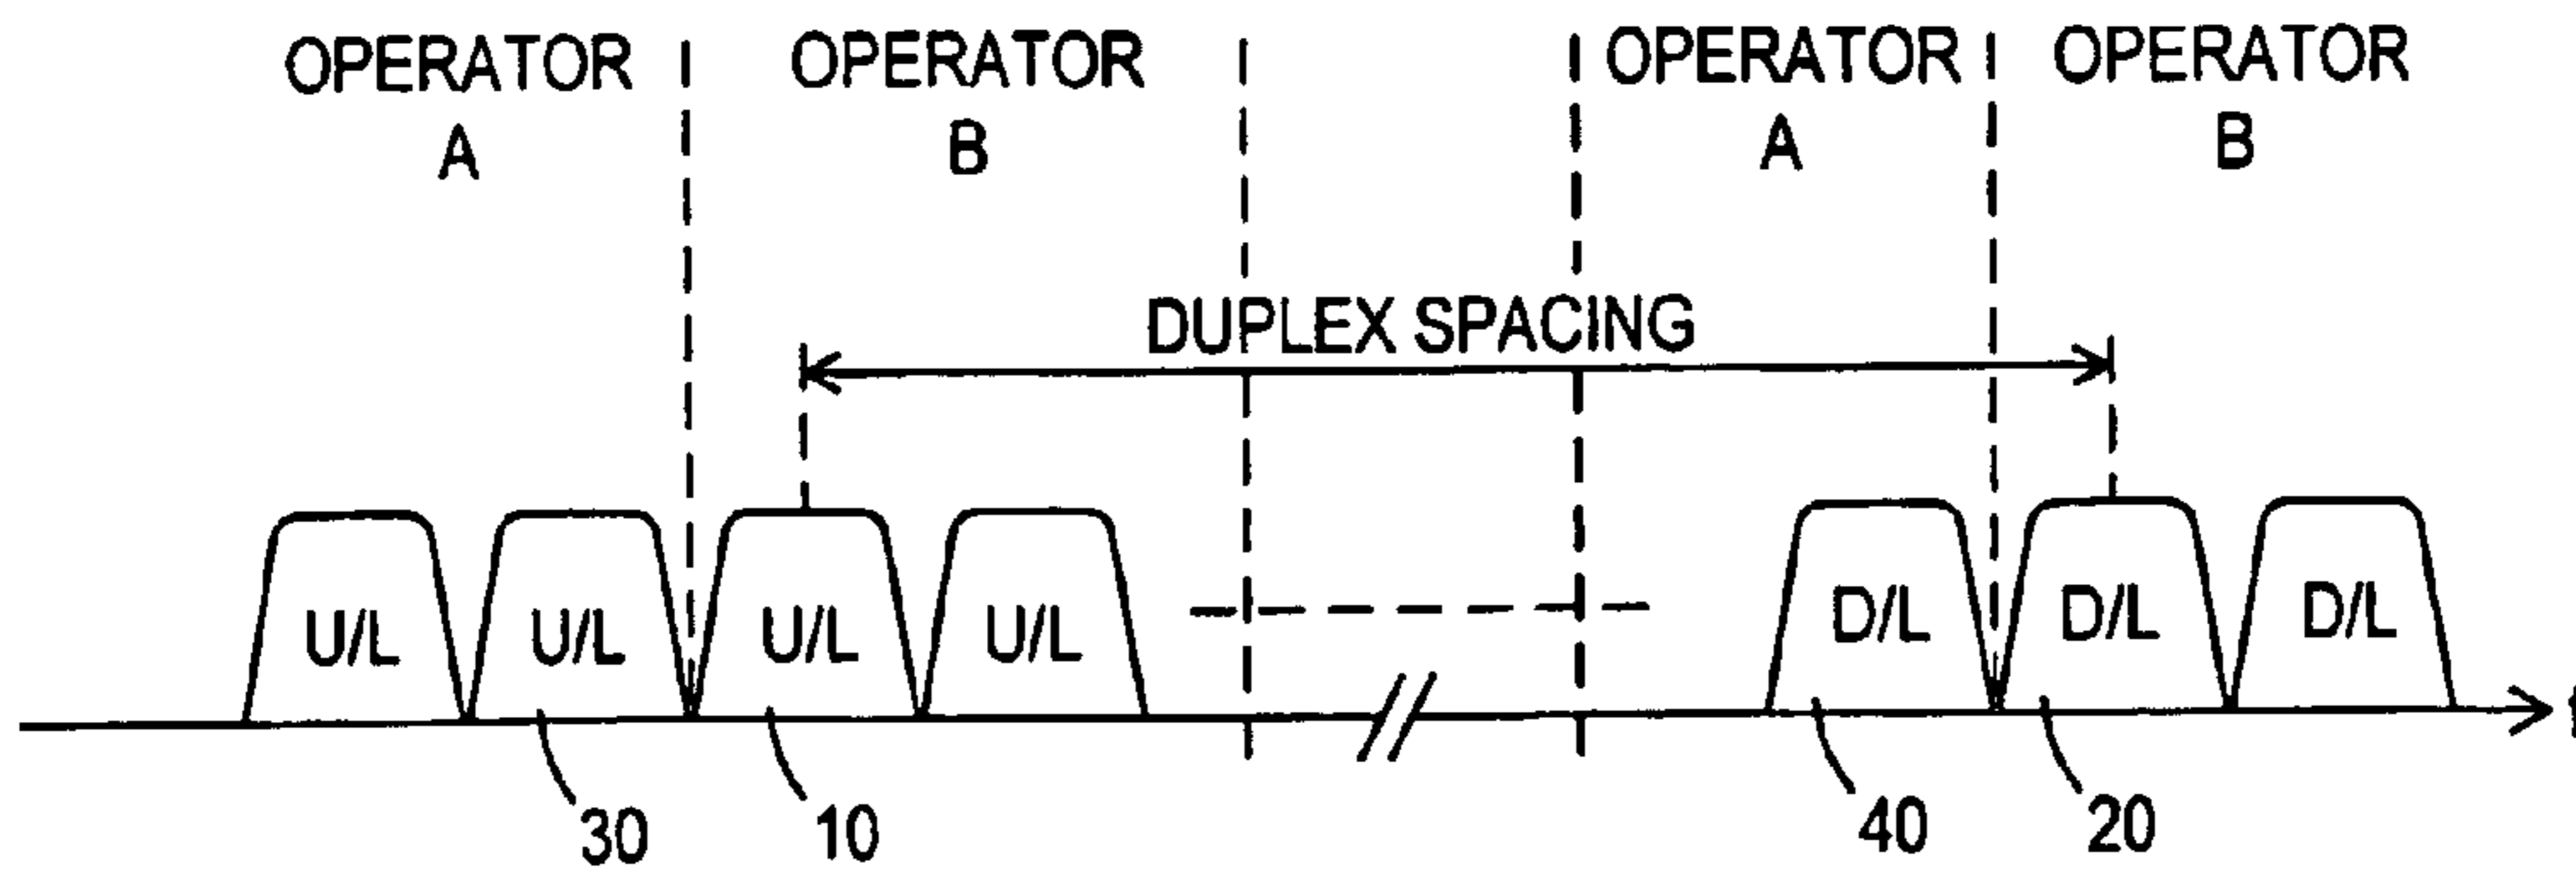 OPERATOR A
OPERATOR B
OPERATOR A
OPERATOR B
DUPLEX SPACING
U/L
U/L
U/L
U/L
D/L
D/L
D/L
30
10
40
20